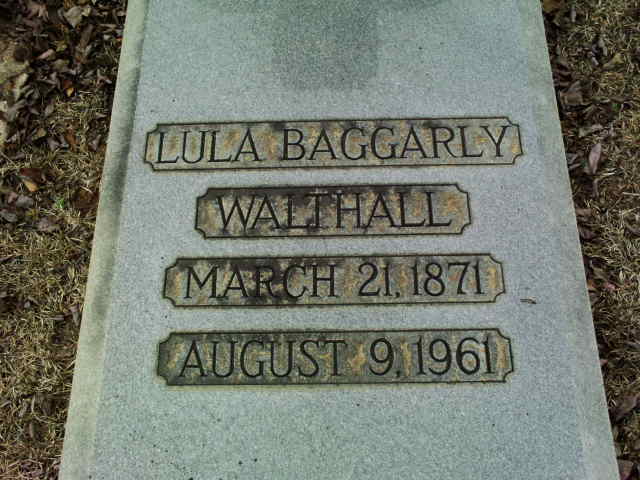 LULA BAGGARLY
WALTHALL
MARCH 21, 1871
AUGUST 9, 1961